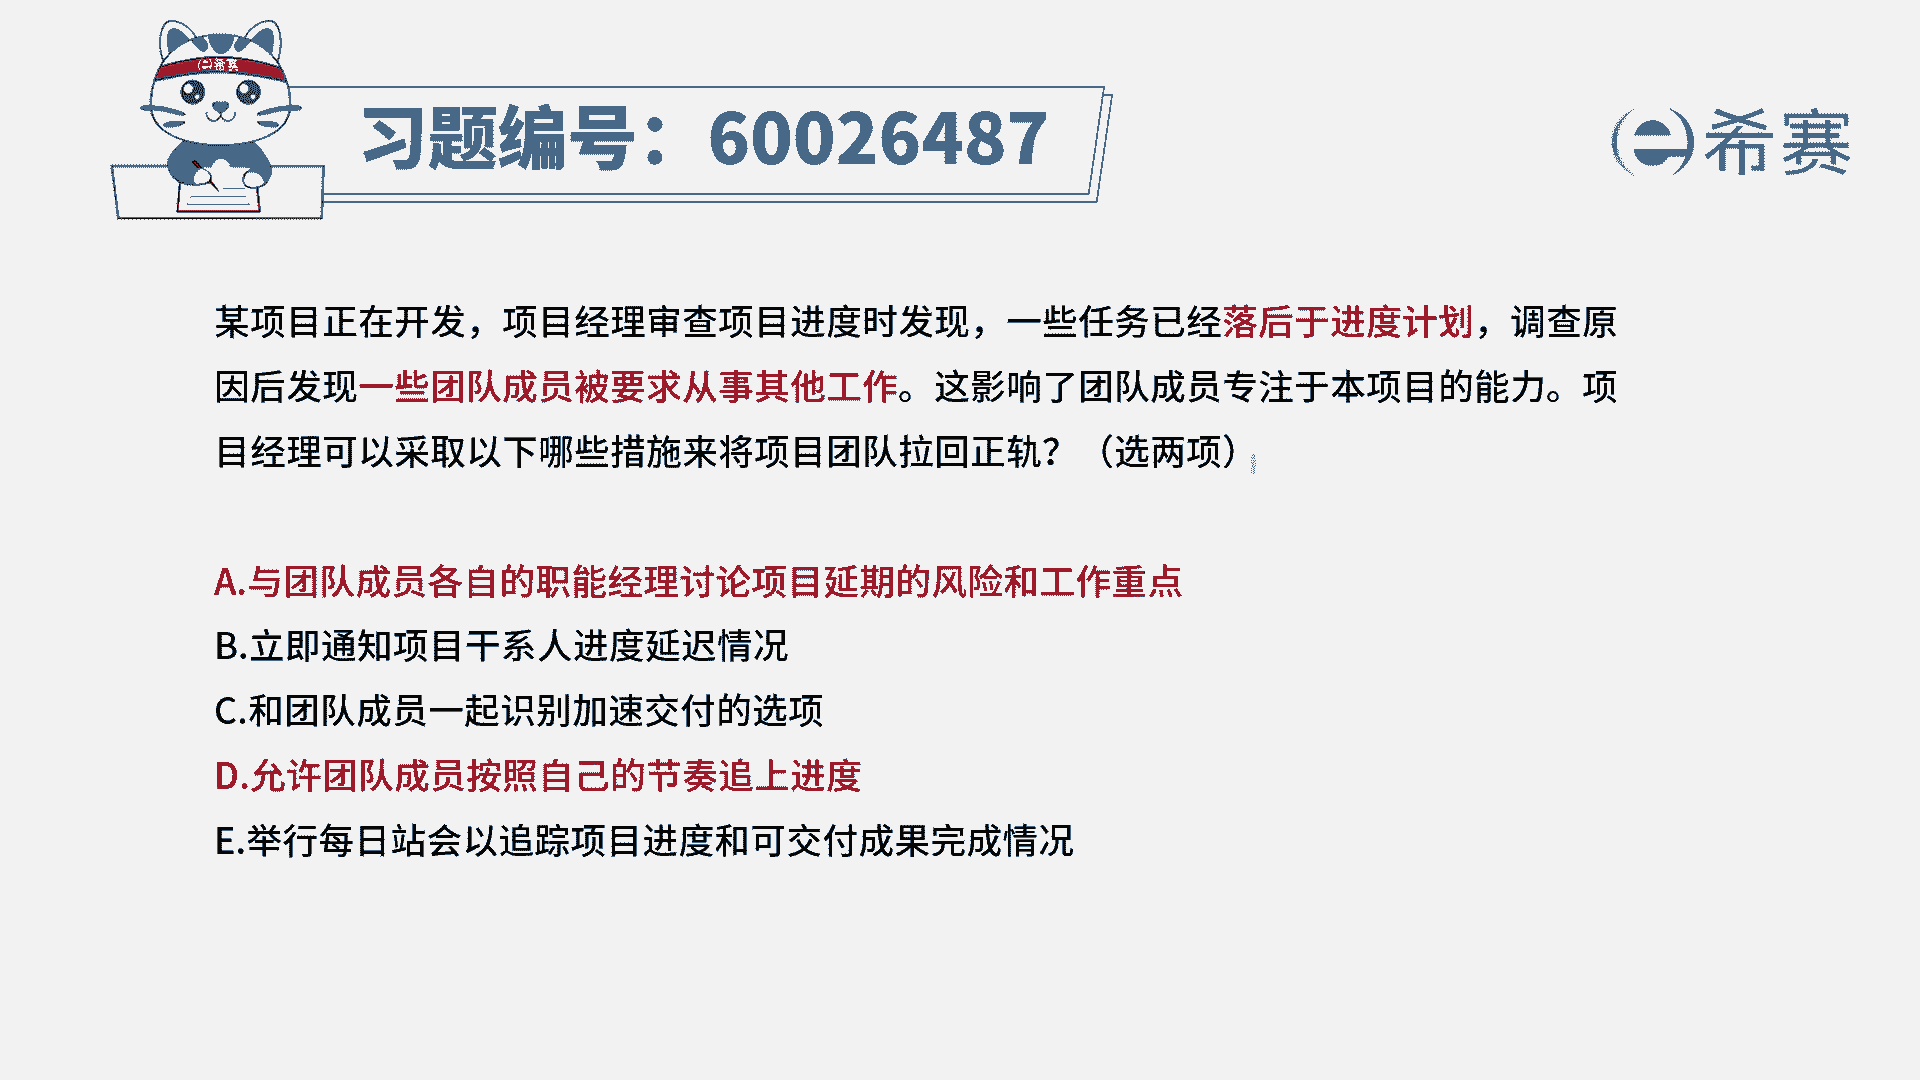 e希赛
习题编号：60026487
e希赛
某项目正在开发，项目经理审查项目进度时发现，一些任务已经落后于进度计划，调查原
因后发现一些团队成员被要求从事其他工作。这影响了团队成员专注于本项目的能力。项
目经理可以采取以下哪些措施来将项目团队拉回正轨？（选两项）
A.与团队成员各自的职能经理讨论项目延期的风险和工作重点
B.立即通知项目干系人进度延迟情况
C.和团队成员一起识别加速交付的选项
D.允许团队成员按照自己的节奏追上进度
E.举行每日站会以追踪项目进度和可交付成果完成情况